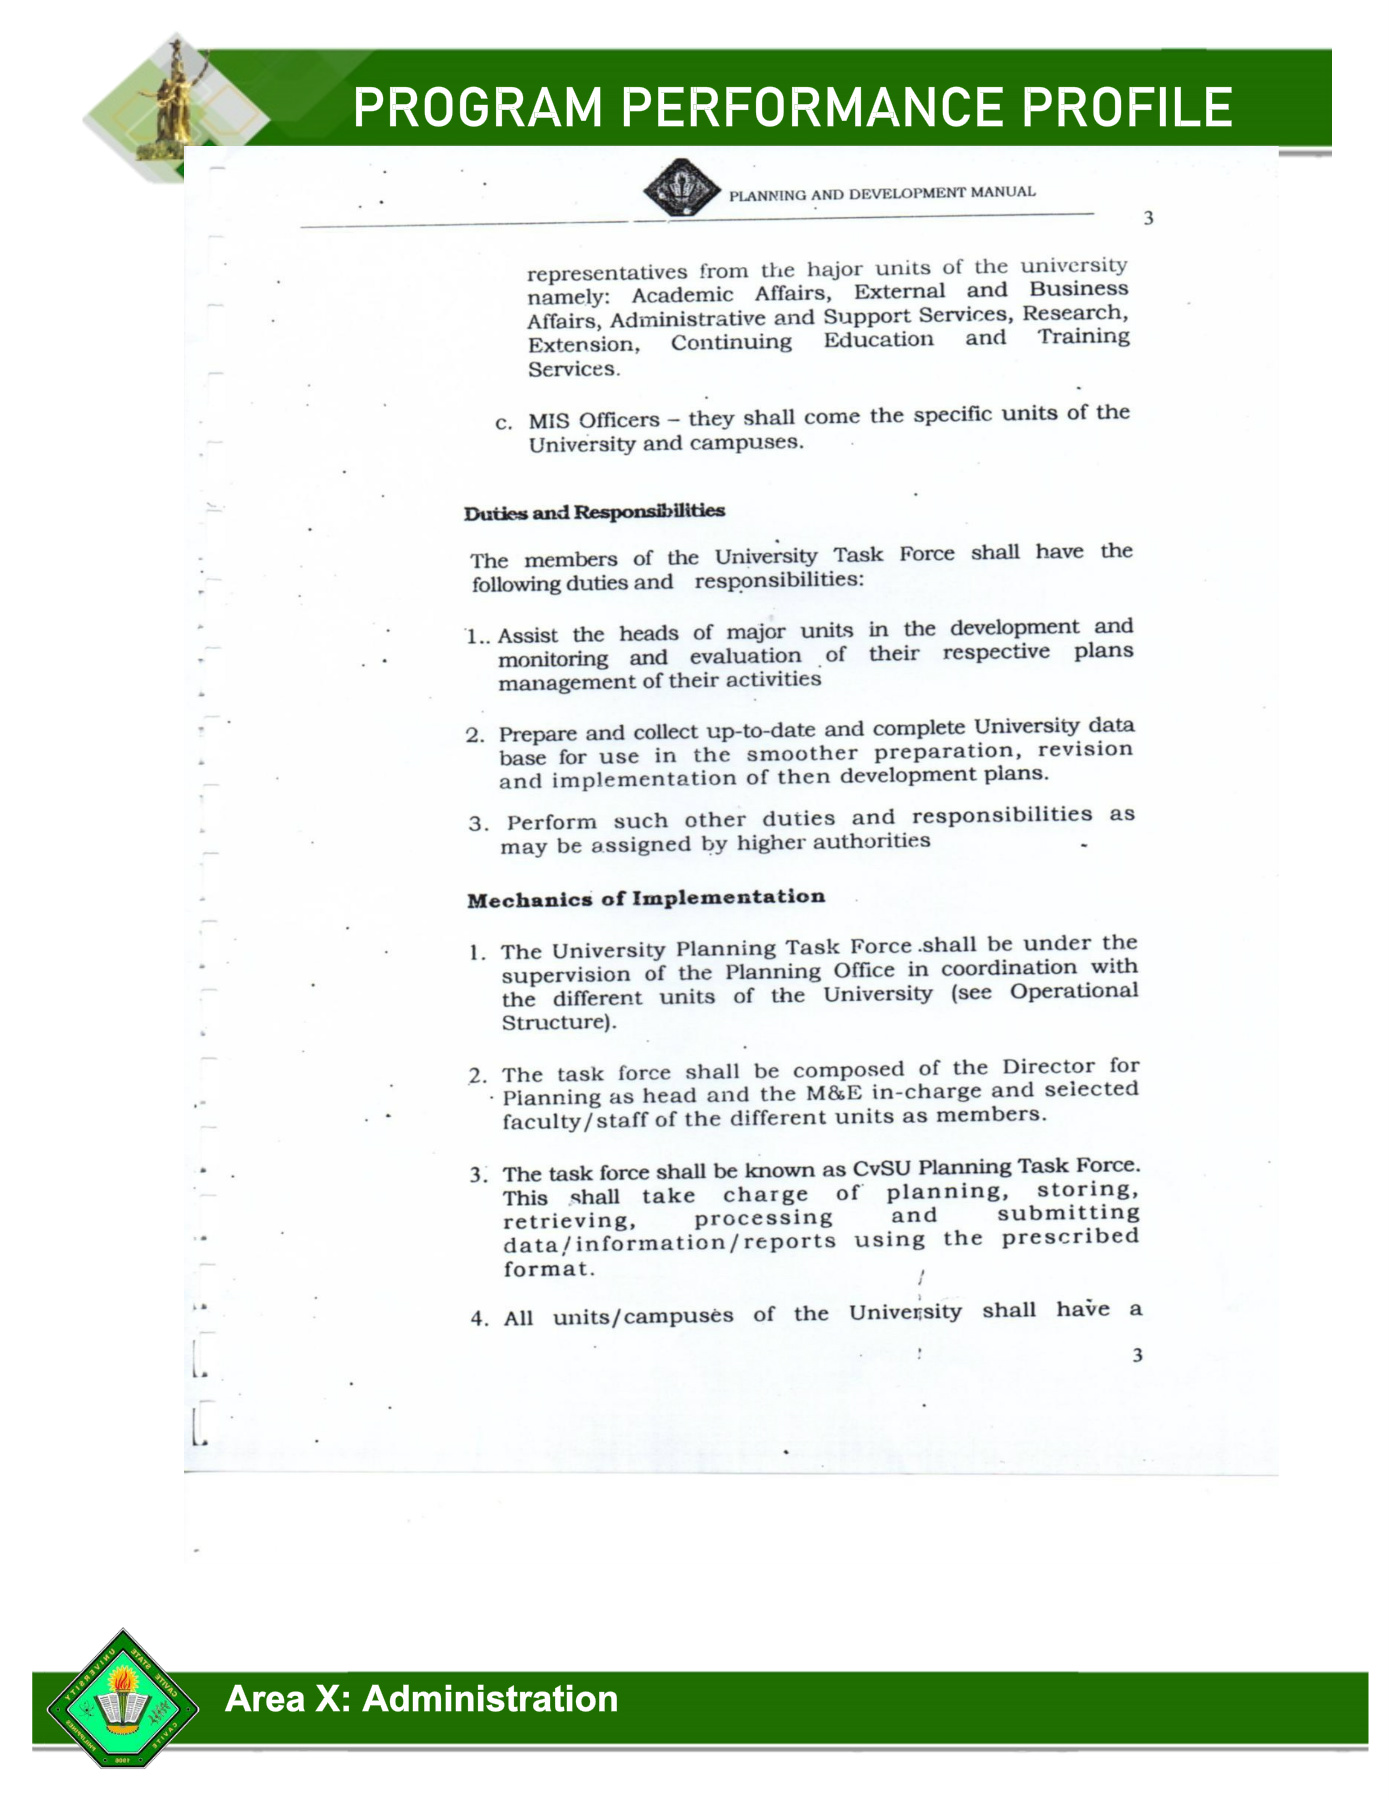 PROGRAM PERFORMANCE PROFILE
PLANNING AND DEVELOPMENT MANUAL
3
representatives from the hajor units of the university
namely: Academic Affairs, External and Business
Affairs, Administrative and Support Services, Research,
Extension, Continuing Education and Training
Services.
c. MIS Officers – they shall come the specific units of the
University and campuses.
Duties and Responsibilities
The members of the University Task Force shall have the
following duties and responsibilities:
1.. Assist the heads of major units in the development and
monitoring and evaluation of their respective plans
management of their activities
2. Prepare and collect up-to-date and complete University data
base for use in the smoother preparation, revision
and implementation of then development plans.
3. Perform such other duties and responsibilities as
may be assigned by higher authorities
Mechanics of Implementation
1. The University Planning Task Force shall be under the
supervision of the Planning Office in coordination with
the different units of the University (see Operational
Structure).
2. The task force shall be composed of the Director for
Planning as head and the M&E in-charge and selected
faculty/staff of the different units as members.
3. The task force shall be known as CvSU Planning Task Force.
This shall take charge of planning, storing,
retrieving, processing and submitting
data/information/reports using the prescribed
format.
4. All units/campuses of the University shall have a
3
CAVITE STATE UNIVERSITY
CAVITE
PHILIPPINES
1906
Area X: Administration